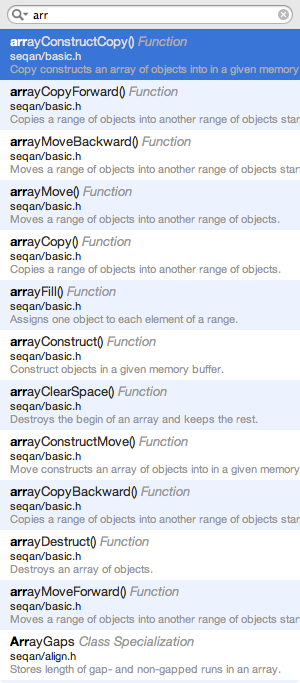 arr
arrayConstructCopy() Function
seqan/basic.h
Copy constructs an array of objects into in a given memory
arrayCopyForward() Function
seqan/basic.h
Copies a range of objects into another range of objects star
arrayMoveBackward() Function
seqan/basic.h
Moves a range of objects into another range of objects star
arrayMove() Function
seqan/basic.h
Moves a range of objects into another range of objects.
arrayCopy() Function
seqan/basic.h
Copies a range of objects into another range of objects.
arrayFill() Function
seqan/basic.h
Assigns one object to each element of a range.
arrayConstruct() Function
seqan/basic.h
Construct objects in a given memory buffer.
arrayClearSpace() Function
seqan/basic.h
Destroys the begin of an array and keeps the rest.
arrayConstructMove() Function
seqan/basic.h
Move constructs an array of objects into in a given memory
arrayCopyBackward() Function
seqan/basic.h
Copies a range of objects into another range of objects star
arrayDestruct() Function
seqan/basic.h
Destroys an array of objects.
arrayMoveForward() Function
seqan/basic.h
Moves a range of objects into another range of objects star
ArrayGaps Class Specialization
seqan/align.h
Stores length of gap- and non-gapped runs in an array.